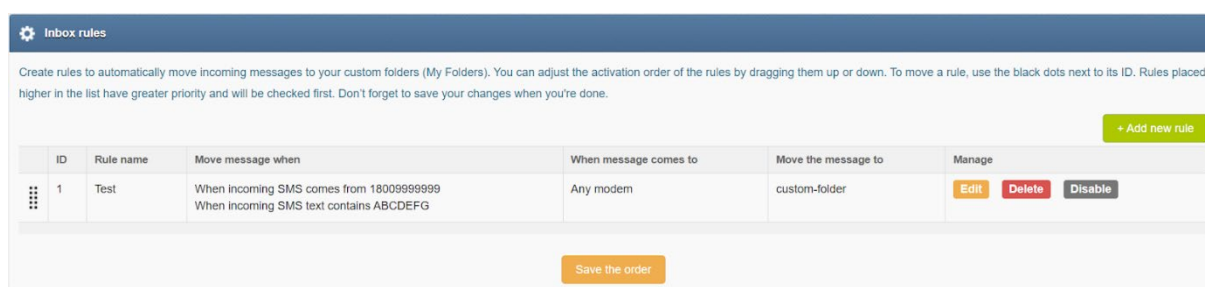 Inbox rules
Create rules to automatically move incoming messages to your custom folders (My Folders). You can adjust the activation order of the rules by dragging them up or down. To move a rule, use the black dots next to its ID. Rules placed
higher in the list have greater priority and will be checked first. Don't forget to save your changes when you're done.
+ Add new rule
ID Rule name Move message when When message comes to Move the message to Manage
1 Test When incoming SMS comes from 18009999999 Any modem custom-folder Edit Delete Disable
When incoming SMS text contains ABCDEFG
Save the order